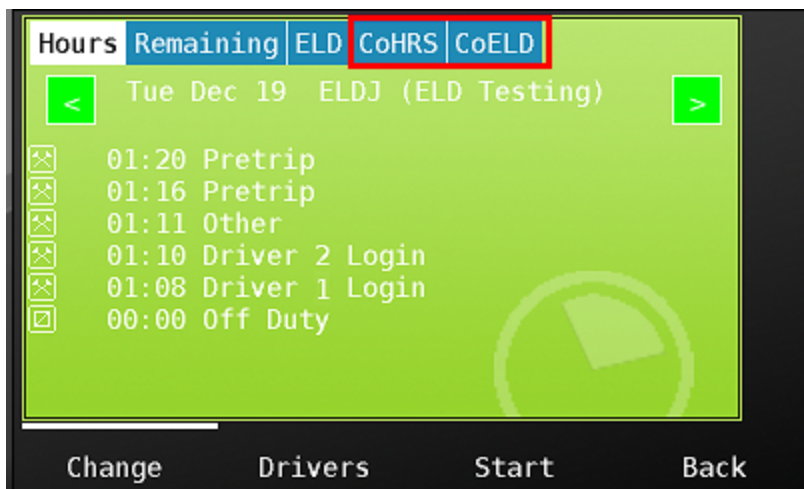 Hours Remaining ELD CoHRS CoELD
< Tue Dec 19 ELDJ (ELD Testing) >
01:20 Pretrip
01:16 Pretrip
01:11 Other
01:10 Driver 2 Login
01:08 Driver 1 Login
00:00 Off Duty
Change Drivers Start Back